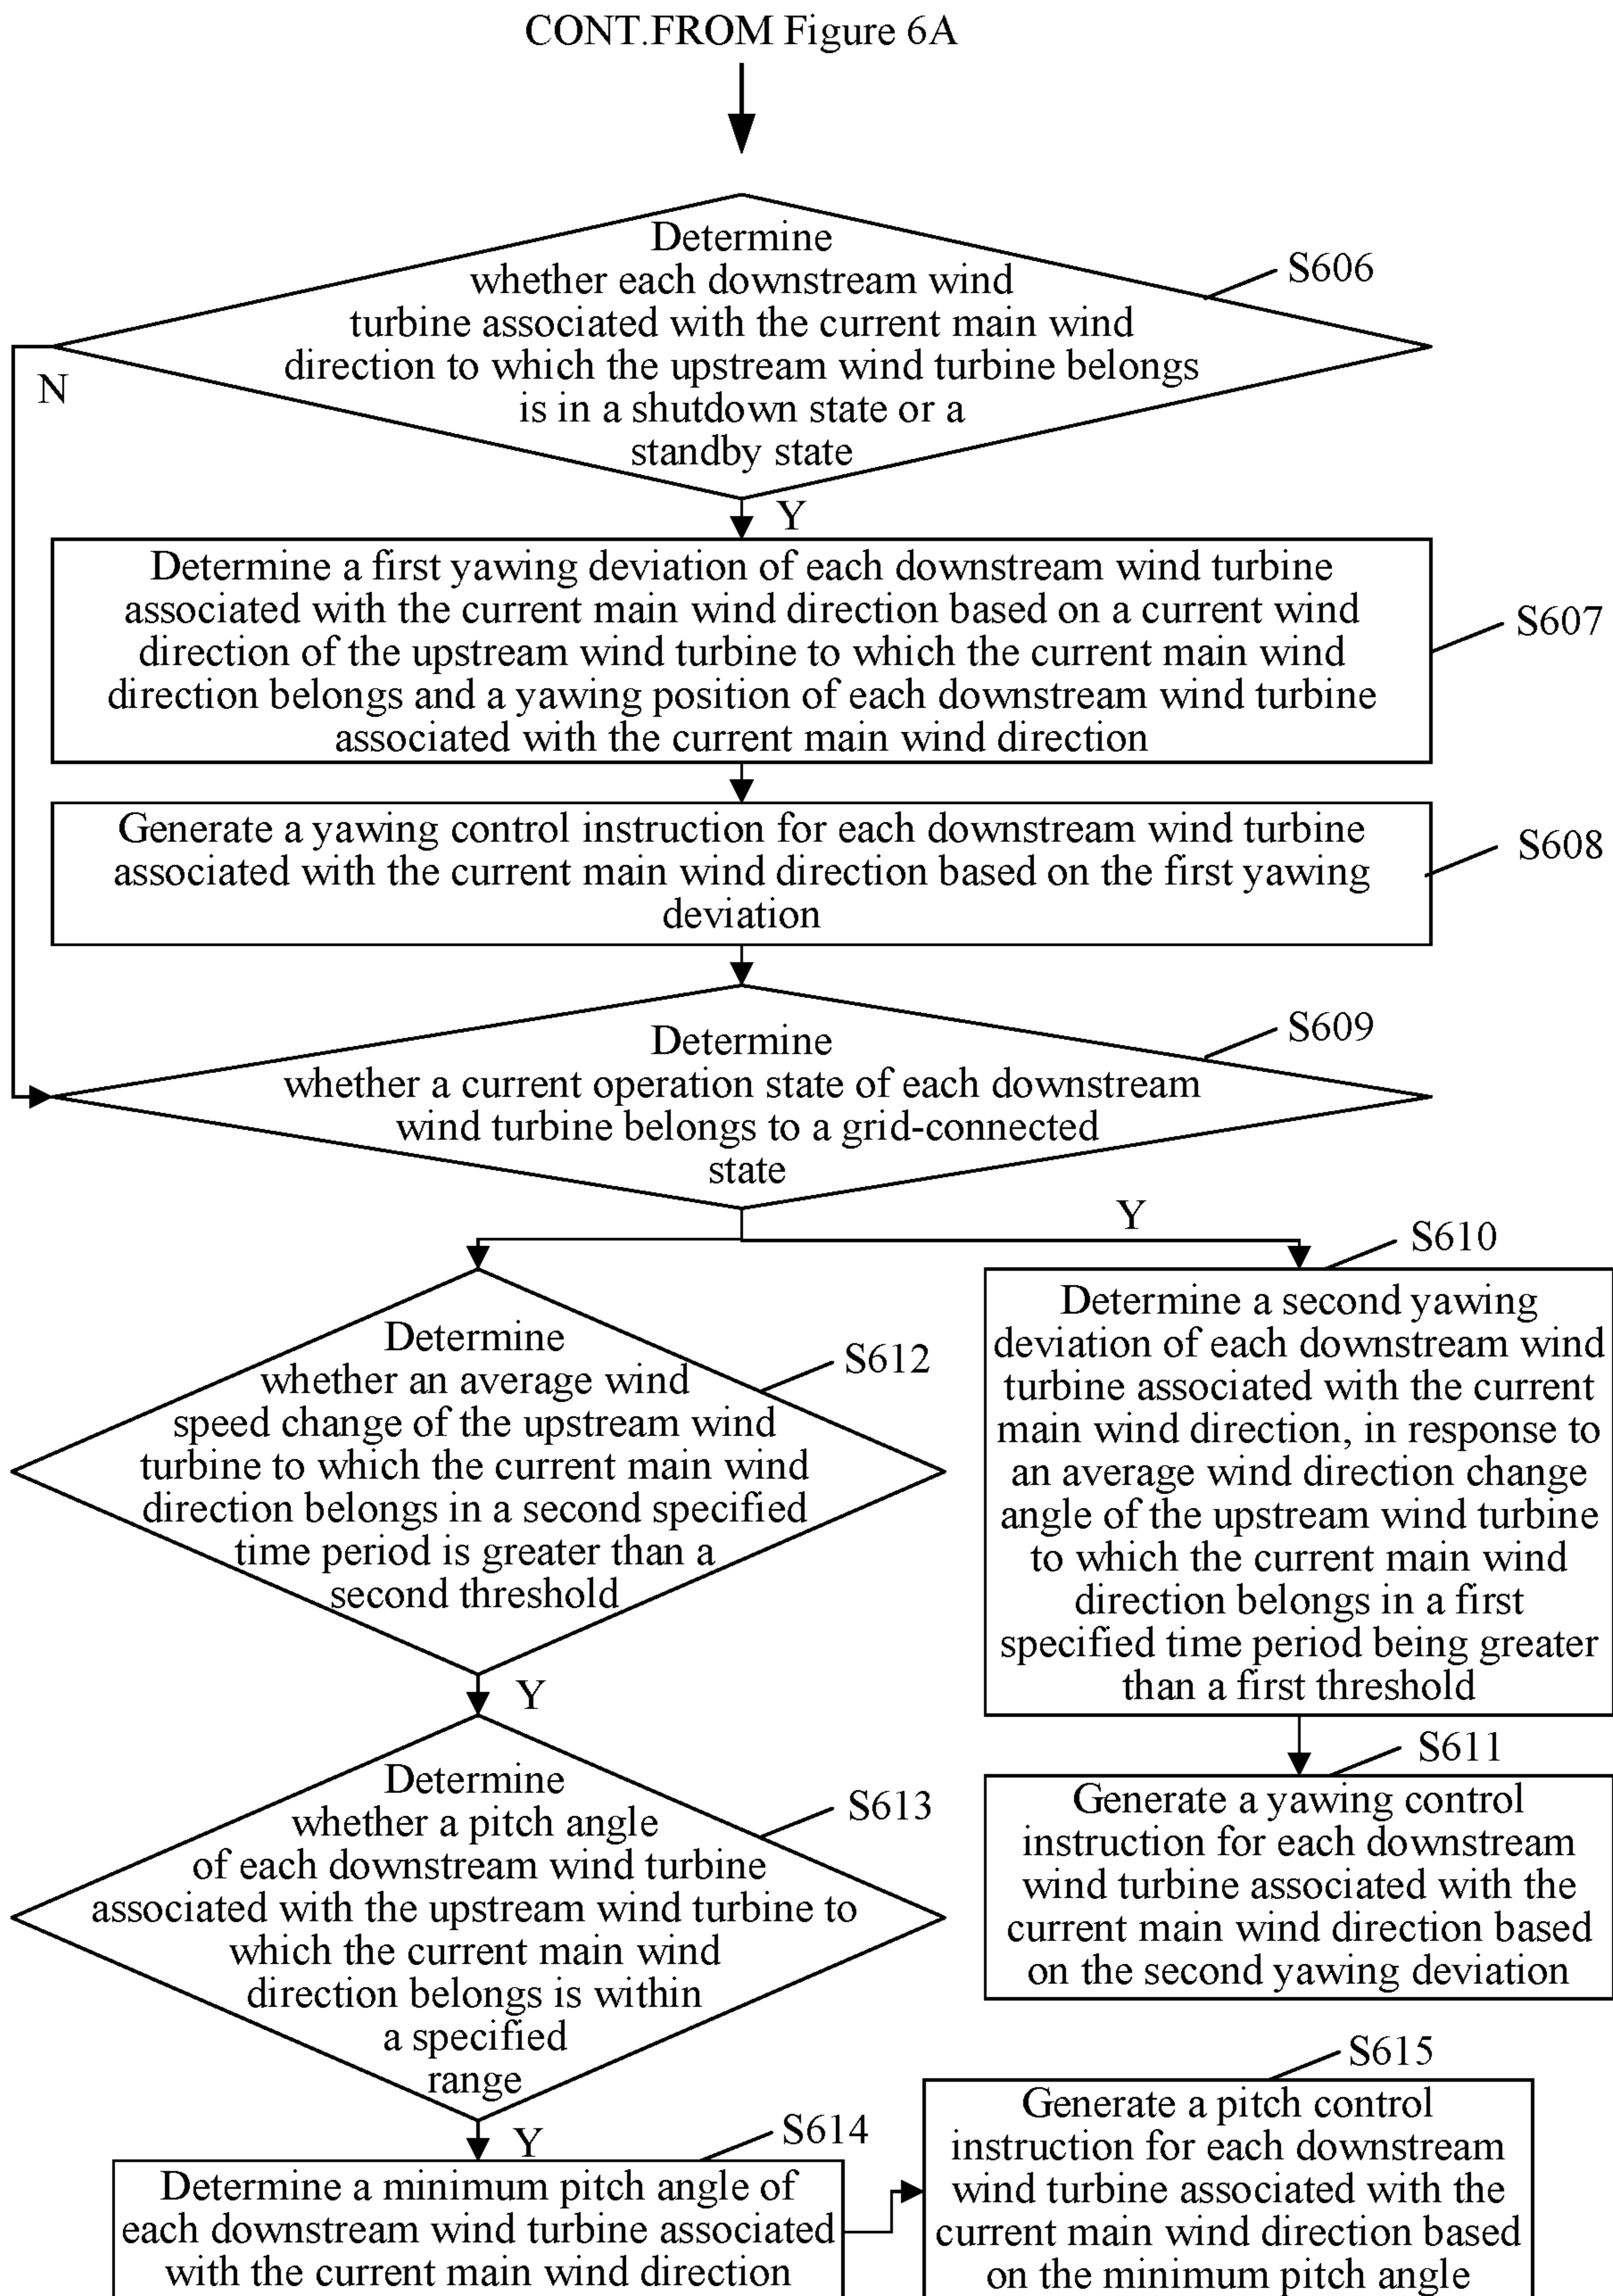 CONT.FROM Figure 6A
Determine
whether each downstream wind
turbine associated with the current main wind
direction to which the upstream wind turbine belongs
is in a shutdown state or a
standby state
S606
N
Y
Determine a first yawing deviation of each downstream wind turbine
associated with the current main wind direction based on a current wind
direction of the upstream wind turbine to which the current main wind
direction belongs and a yawing position of each downstream wind turbine
associated with the current main wind direction
S607
Generate a yawing control instruction for each downstream wind turbine
associated with the current main wind direction based on the first yawing
deviation
S608
Determine
whether a current operation state of each downstream
wind turbine belongs to a grid-connected
state
S609
Y
S610
Determine a second yawing
deviation of each downstream wind
turbine associated with the current
main wind direction, in response to
an average wind direction change
angle of the upstream wind turbine
to which the current main wind
direction belongs in a first
specified time period being greater
than a first threshold
S611
Generate a yawing control
instruction for each downstream
wind turbine associated with the
current main wind direction based
on the second yawing deviation
Determine
whether an average wind
speed change of the upstream wind
turbine to which the current main wind
direction belongs in a second specified
time period is greater than a
second threshold
S612
Y
Determine
whether a pitch angle
of each downstream wind turbine
associated with the upstream wind turbine to
which the current main wind
direction belongs is within
a specified
range
S613
Y
S614
Determine a minimum pitch angle of
each downstream wind turbine associated
with the current main wind direction
S615
Generate a pitch control
instruction for each downstream
wind turbine associated with the
current main wind direction based
on the minimum pitch angle